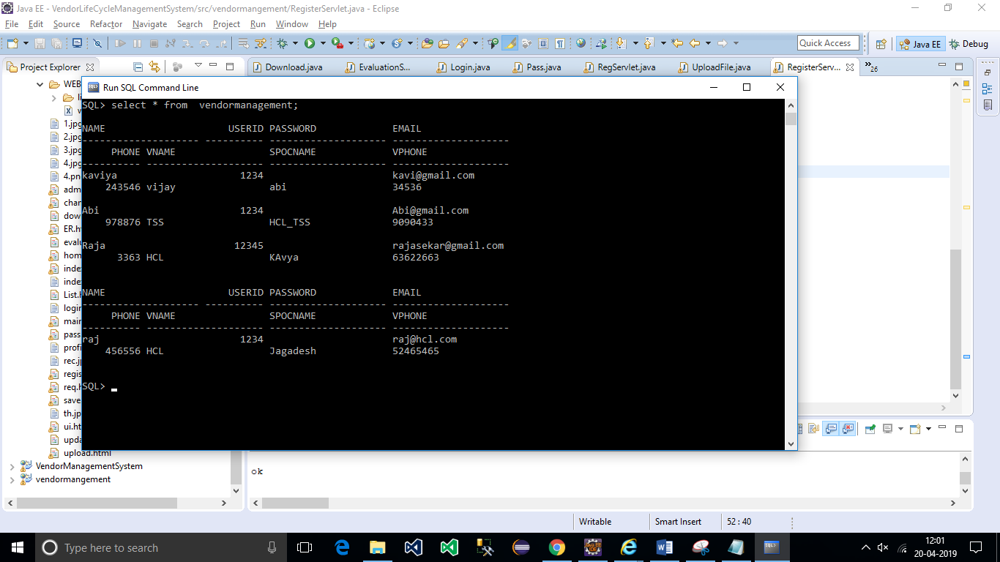 Java EE - VendorLifeCycleManagementSystem/src/vendormangement/RegisterServlet.java - Eclipse
File Edit Source Refactor Navigate Search Project Run Window Help
Quick Access Java EE Debug
Project Explorer Download.java EvaluationS... Login.java Pass.java RegServlet.java UploadFile.java RegisterServ... »26
WEB
Run SQL Command Line
SQL> select * from  vendormanagement;
NAME USERID PASSWORD EMAIL
-------------------- ---------- -------------------- --------------------
PHONE VNAME SPOCNAME VPHONE
---------- -------------------- -------------------- --------------------
kaviya 1234 kavi@gmail.com
243546 vijay abi 34536
Abi 1234 Abi@gmail.com
978876 TSS HCL_TSS 9090433
Raja 12345 rajasekar@gmail.com
3363 HCL KAvya 63622663
NAME USERID PASSWORD EMAIL
-------------------- ---------- -------------------- --------------------
PHONE VNAME SPOCNAME VPHONE
---------- -------------------- -------------------- --------------------
raj 1234 raj@hcl.com
456556 HCL Jagadesh 52465465
SQL>
li
w
1.jpg
2.jpg
3.jpg
4.jpg
4.pn
adm
char
dow
ER.h
evalu
hom
index
inde
List.h
login
main
pass
profi
rec.j
regis
req.h
save
th.jp
ui.ht
upda
upload.html
VendorManagementSystem
vendormangement
ok
Writable Smart Insert 52 : 40
Type here to search
12:01
20-04-2019